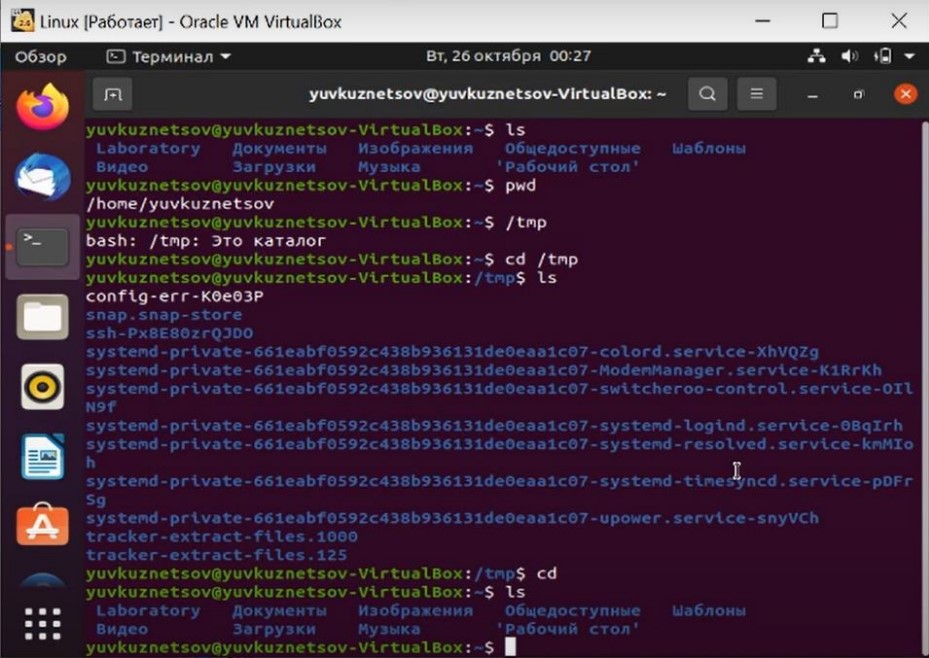 Linux [Работает] - Oracle VM VirtualBox
Обзор Терминал Вт, 26 октября 00:27
yuvkuznetsov@yuvkuznetsov-VirtualBox: ~
yuvkuznetsov@yuvkuznetsov-VirtualBox:~$ ls
Laboratory Документы Изображения Общедоступные Шаблоны
Видео Загрузки Музыка 'Рабочий стол'
yuvkuznetsov@yuvkuznetsov-VirtualBox:~$ pwd
/home/yuvkuznetsov
yuvkuznetsov@yuvkuznetsov-VirtualBox:~$ /tmp
bash: /tmp: Это каталог
yuvkuznetsov@yuvkuznetsov-VirtualBox:~$ cd /tmp
yuvkuznetsov@yuvkuznetsov-VirtualBox:/tmp$ ls
config-err-K0e03P
snap.snap-store
ssh-Px8E80zrQJDO
systemd-private-661eabf0592c438b936131de0eaa1c07-colord.service-XhVQZg
systemd-private-661eabf0592c438b936131de0eaa1c07-ModemManager.service-K1RrKh
systemd-private-661eabf0592c438b936131de0eaa1c07-switcheroo-control.service-OIl
N9f
systemd-private-661eabf0592c438b936131de0eaa1c07-systemd-logind.service-0BqIrh
systemd-private-661eabf0592c438b936131de0eaa1c07-systemd-resolved.service-kmMIo
h
systemd-private-661eabf0592c438b936131de0eaa1c07-systemd-timesyncd.service-pDFr
Sg
systemd-private-661eabf0592c438b936131de0eaa1c07-upower.service-snyVCh
tracker-extract-files.1000
tracker-extract-files.125
yuvkuznetsov@yuvkuznetsov-VirtualBox:/tmp$ cd
yuvkuznetsov@yuvkuznetsov-VirtualBox:~$ ls
Laboratory Документы Изображения Общедоступные Шаблоны
Видео Загрузки Музыка 'Рабочий стол'
yuvkuznetsov@yuvkuznetsov-VirtualBox:~$